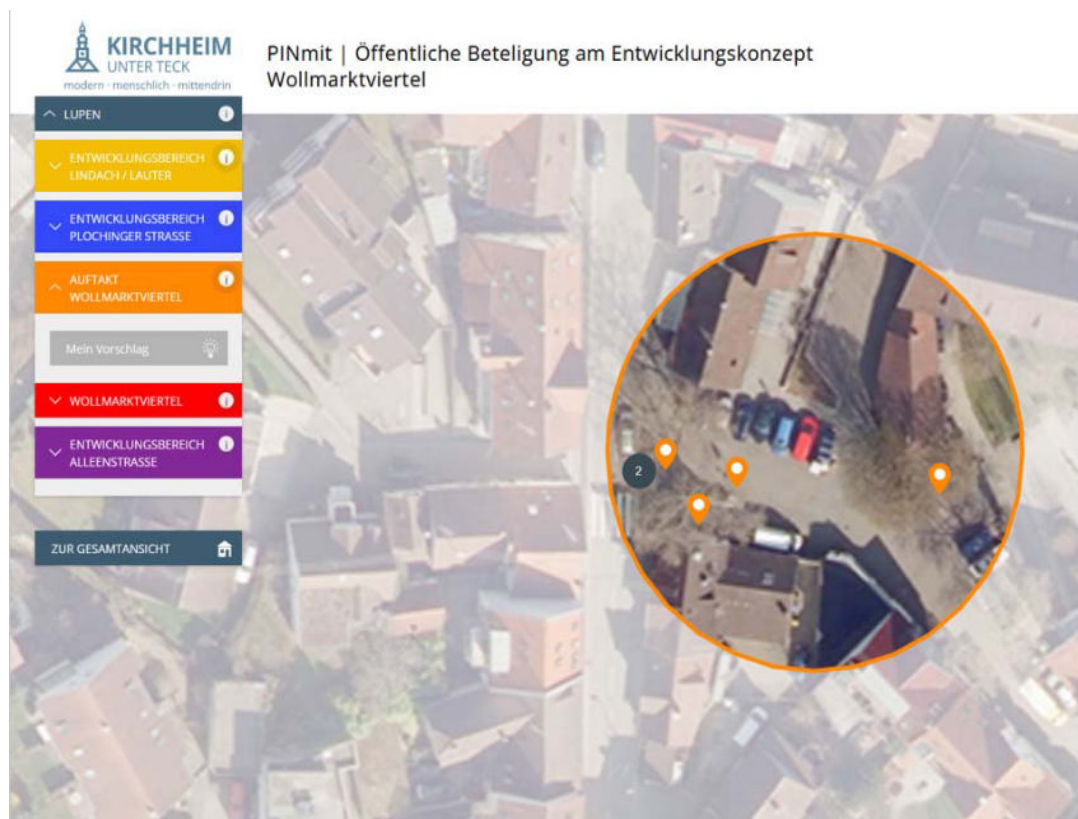 KIRCHHEIM
UNTER TECK
modern - menschlich - mittendrin
PINmit | Öffentliche Beteligung am Entwicklungskonzept
Wollmarktviertel
LUPEN
ENTWICKLUNGSBEREICH
LINDACH / LAUTER
ENTWICKLUNGSBEREICH
PLOCHINGER STRASSE
AUFTAKT
WOLLMARKTVIERTEL
Mein Vorschlag
WOLLMARKTVIERTEL
ENTWICKLUNGSBEREICH
ALLEENSTRASSE
ZUR GESAMTANSICHT
2